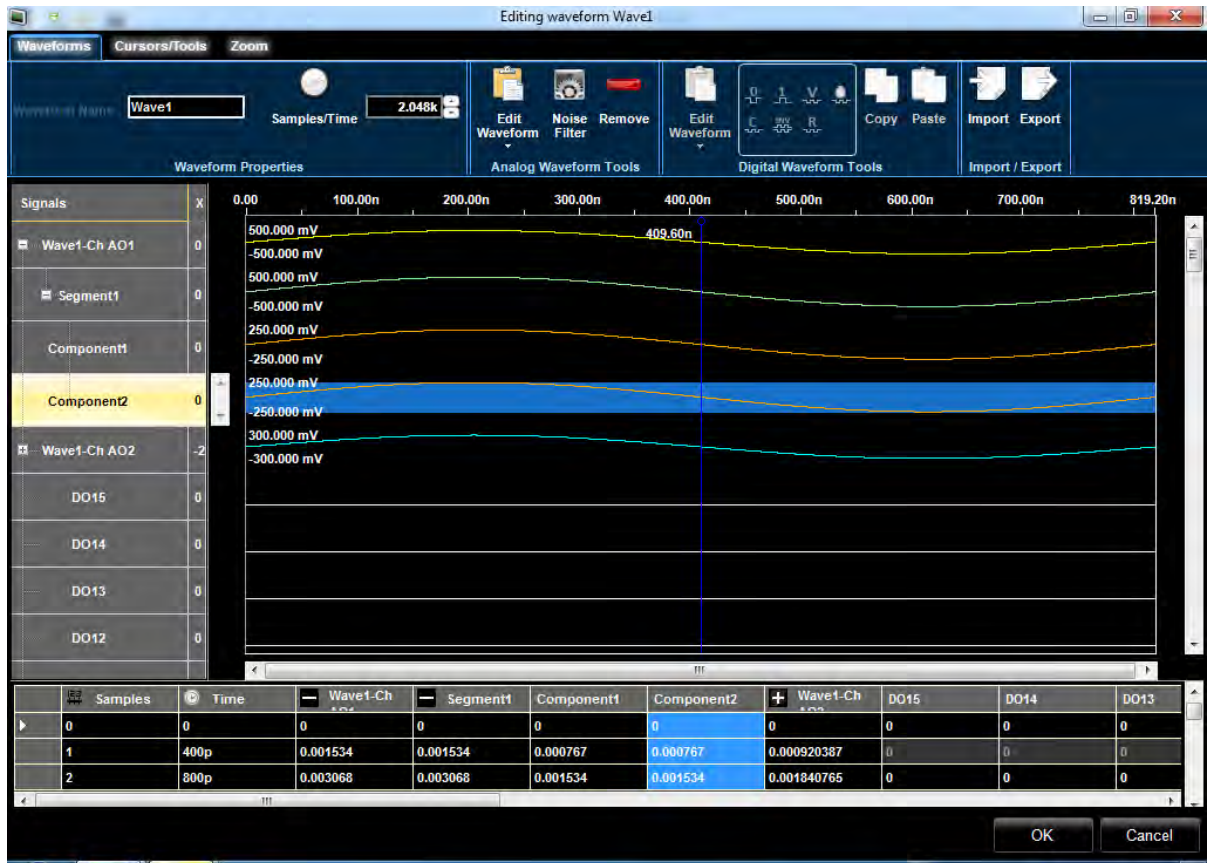 Editing waveform Wave1
Waveforms Cursors/Tools Zoom
Waveform Name Wave1 Samples/Time 2.048k
Edit Waveform Noise Filter Remove
Edit Waveform
0 1 V
C INV R
Copy Paste Import Export
Waveform Properties Analog Waveform Tools Digital Waveform Tools Import / Export
Signals X 0.00 100.00n 200.00n 300.00n 400.00n 500.00n 600.00n 700.00n 819.20n
409.60n
Wave1-Ch AO1 0 500.000 mV
-500.000 mV
Segment1 0 500.000 mV
-500.000 mV
Component1 0 250.000 mV
-250.000 mV
Component2 0 250.000 mV
-250.000 mV
Wave1-Ch AO2 -2 300.000 mV
-300.000 mV
DO15 0
DO14 0
DO13 0
DO12 0
Samples Time Wave1-Ch Segment1 Component1 Component2 Wave1-Ch DO15 DO14 DO13
0 0 0 0 0 0 0 0 0 0
1 400p 0.001534 0.001534 0.000767 0.000767 0.000920387 0 0 0
2 800p 0.003068 0.003068 0.001534 0.001534 0.001840765 0 0 0
OK Cancel